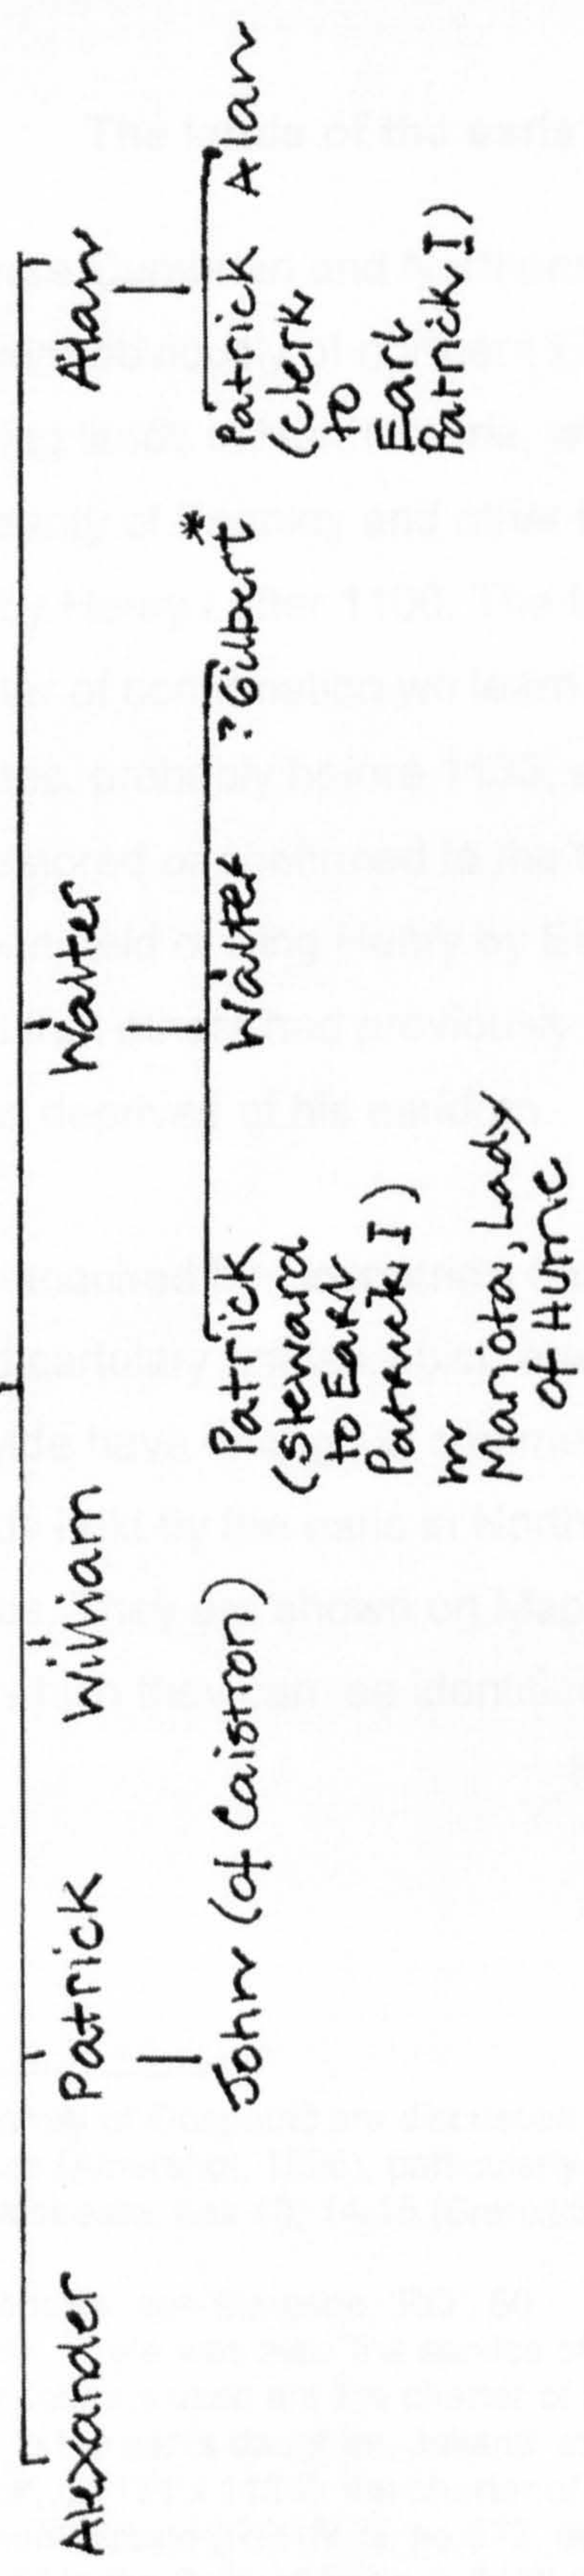 Alexander Patrick William Walter Alan
John (of Caistron) Patrick Walter ?Gilbert* Patrick Alan
(Steward (Clerk
to Earl to
Patrick I) Earl
m Patrick I)
Mariota, Lady
of Hume